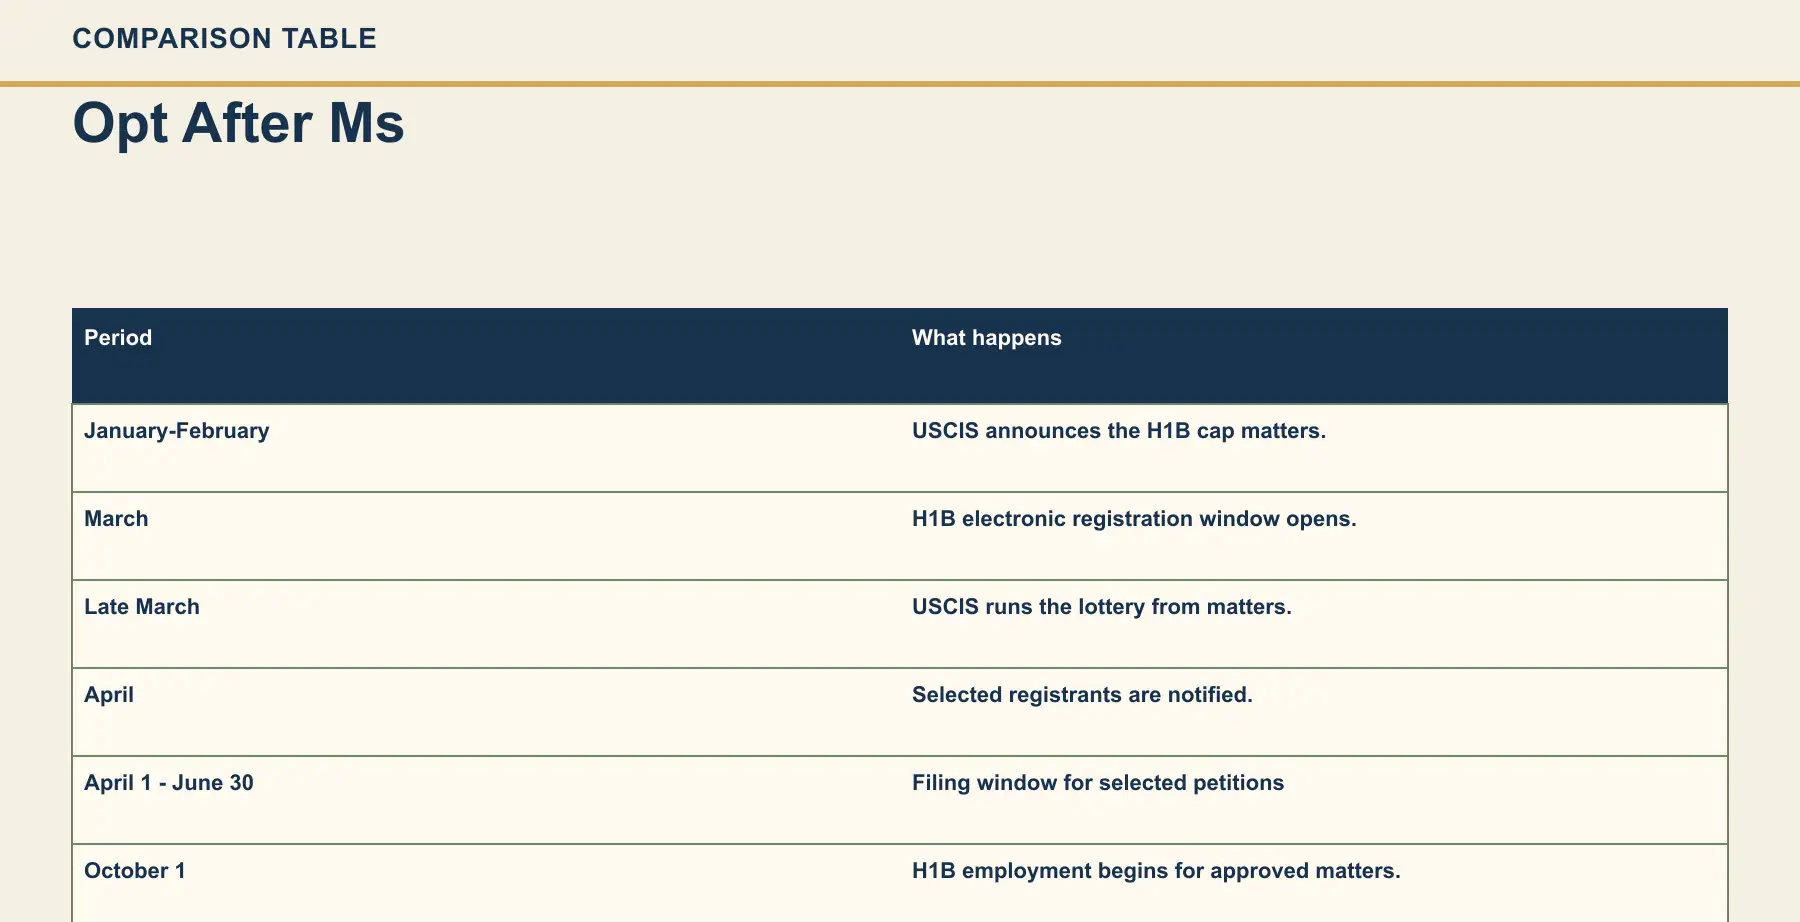 COMPARISON TABLE
Opt After Ms
Period What happens
January-February USCIS announces the H1B cap matters.
March H1B electronic registration window opens.
Late March USCIS runs the lottery from matters.
April Selected registrants are notified.
April 1 - June 30 Filing window for selected petitions
October 1 H1B employment begins for approved matters.